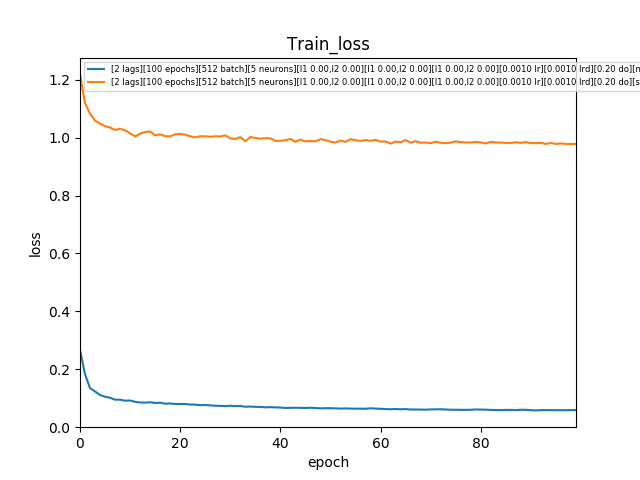 Train_loss
[2 lags][100 epochs][512 batch][5 neurons][l1 0.00,l2 0.00][l1 0.00,l2 0.00][l1 0.00,l2 0.00][0.0010 lr][0.0010 lrd][0.20 do][n
[2 lags][100 epochs][512 batch][5 neurons][l1 0.00,l2 0.00][l1 0.00,l2 0.00][l1 0.00,l2 0.00][0.0010 lr][0.0010 lrd][0.20 do][s
1.2
1.0
0.8
0.6
0.4
0.2
0.0
loss
0 20 40 60 80
epoch